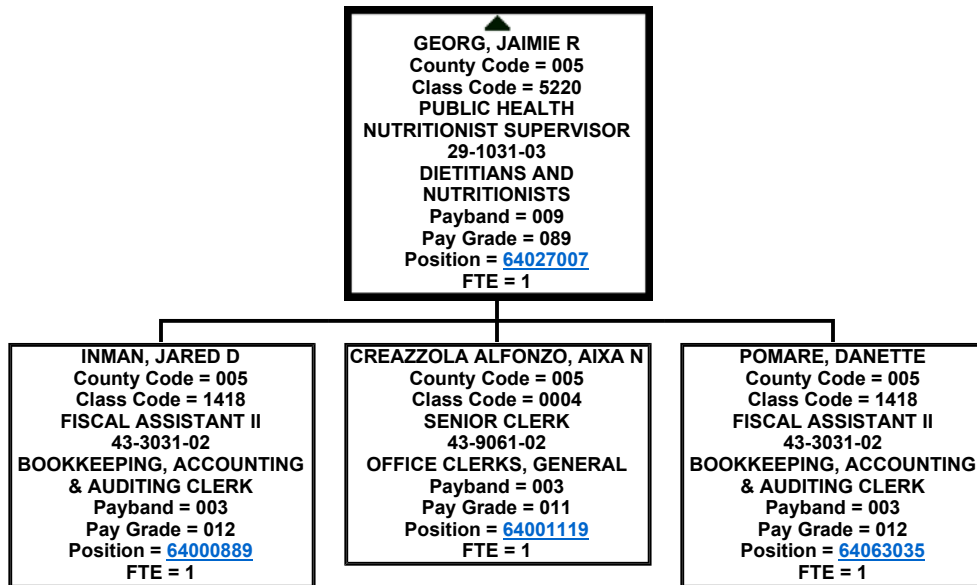 GEORG, JAIMIE R
County Code = 005
Class Code = 5220
PUBLIC HEALTH
NUTRITIONIST SUPERVISOR
29-1031-03
DIETITIANS AND
NUTRITIONISTS
Payband = 009
Pay Grade = 089
Position = 64027007
FTE = 1
INMAN, JARED D
County Code = 005
Class Code = 1418
FISCAL ASSISTANT II
43-3031-02
BOOKKEEPING, ACCOUNTING
& AUDITING CLERK
Payband = 003
Pay Grade = 012
Position = 64000889
FTE = 1
CREAZZOLA ALFONZO, AIXA N
County Code = 005
Class Code = 0004
SENIOR CLERK
43-9061-02
OFFICE CLERKS, GENERAL
Payband = 003
Pay Grade = 011
Position = 64001119
FTE = 1
POMARE, DANETTE
County Code = 005
Class Code = 1418
FISCAL ASSISTANT II
43-3031-02
BOOKKEEPING, ACCOUNTING
& AUDITING CLERK
Payband = 003
Pay Grade = 012
Position = 64063035
FTE = 1